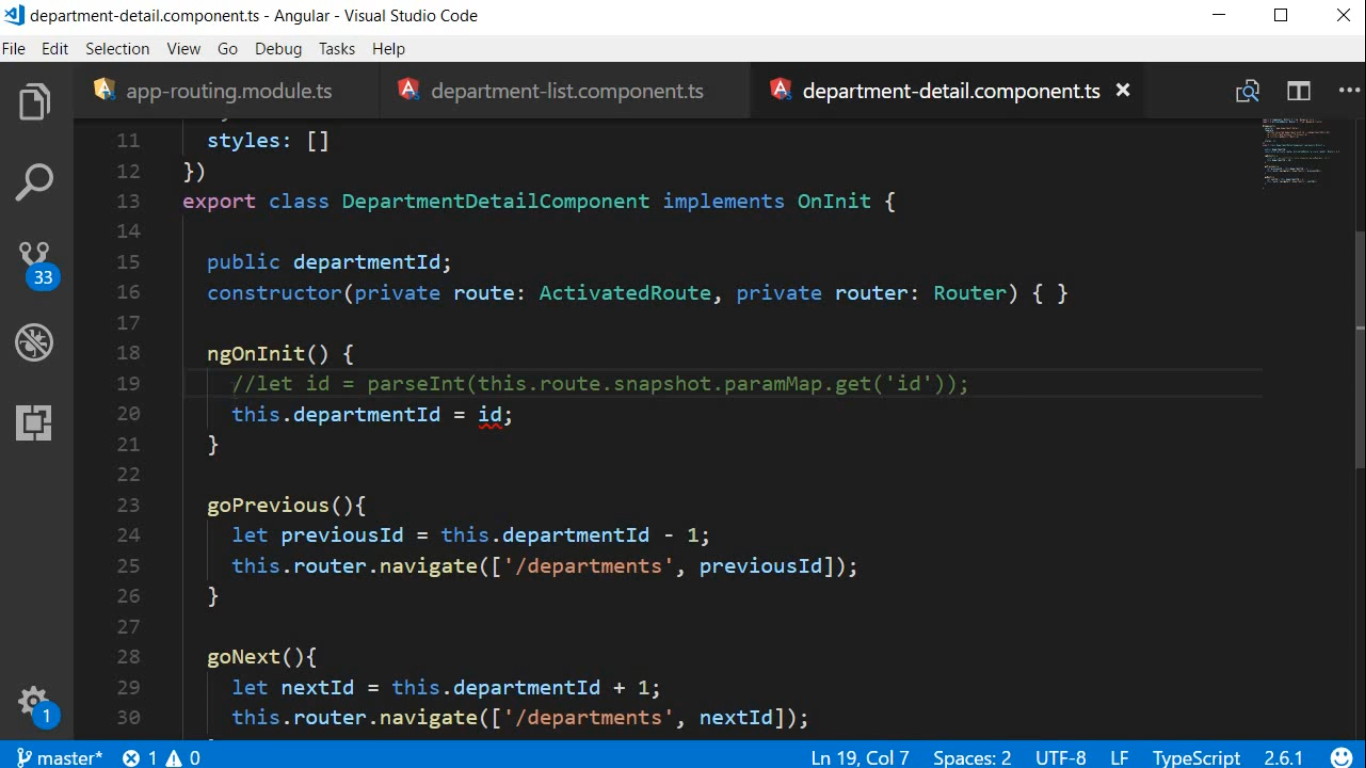 department-detail.component.ts - Angular - Visual Studio Code
File Edit Selection View Go Debug Tasks Help
app-routing.module.ts department-list.component.ts department-detail.component.ts
11 styles: []
12 })
13 export class DepartmentDetailComponent implements OnInit {
14
15 public departmentId;
16 constructor(private route: ActivatedRoute, private router: Router) { }
17
18 ngOnInit() {
19 //let id = parseInt(this.route.snapshot.paramMap.get('id'));
20 this.departmentId = id;
21 }
22
23 goPrevious(){
24 let previousId = this.departmentId - 1;
25 this.router.navigate(['/departments', previousId]);
26 }
27
28 goNext(){
29 let nextId = this.departmentId + 1;
30 this.router.navigate(['/departments', nextId]);
33
1
master* 1 0 Ln 19, Col 7 Spaces: 2 UTF-8 LF TypeScript 2.6.1